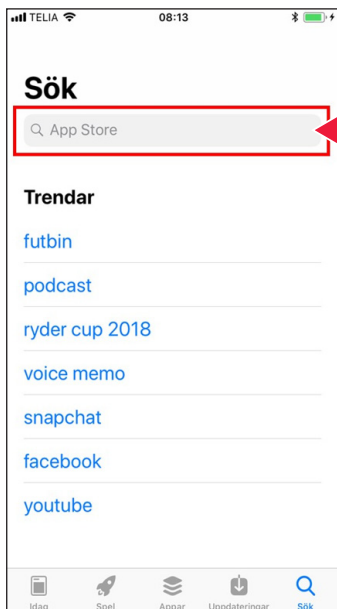 TELIA 08:13
Sök
App Store
Trendar
futbin
podcast
ryder cup 2018
voice memo
snapchat
facebook
youtube
Idag Spel Appar Uppdateringar Sök